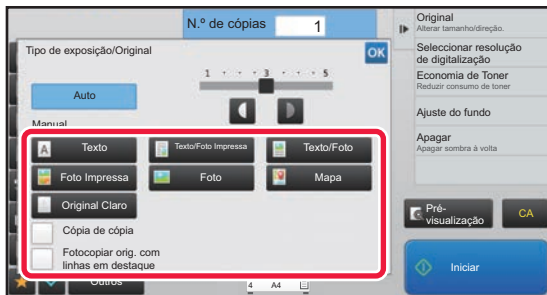 N.º de cópias 1
Tipo de exposição/Original
OK
1 3 5
Auto
Manual
A Texto
Texto/Foto Impressa
Texto/Foto
Foto Impressa
Foto
Mapa
Original Claro
Cópia de cópia
Fotocopiar orig. com
linhas em destaque
Outros
4 A4
Original
Alterar tamanho/direção.
Seleccionar resolução
de digitalização
Economia de Toner
Reduzir consumo de toner
Ajuste do fundo
Apagar
Apagar sombra à volta
Pré-
visualização
CA
Iniciar